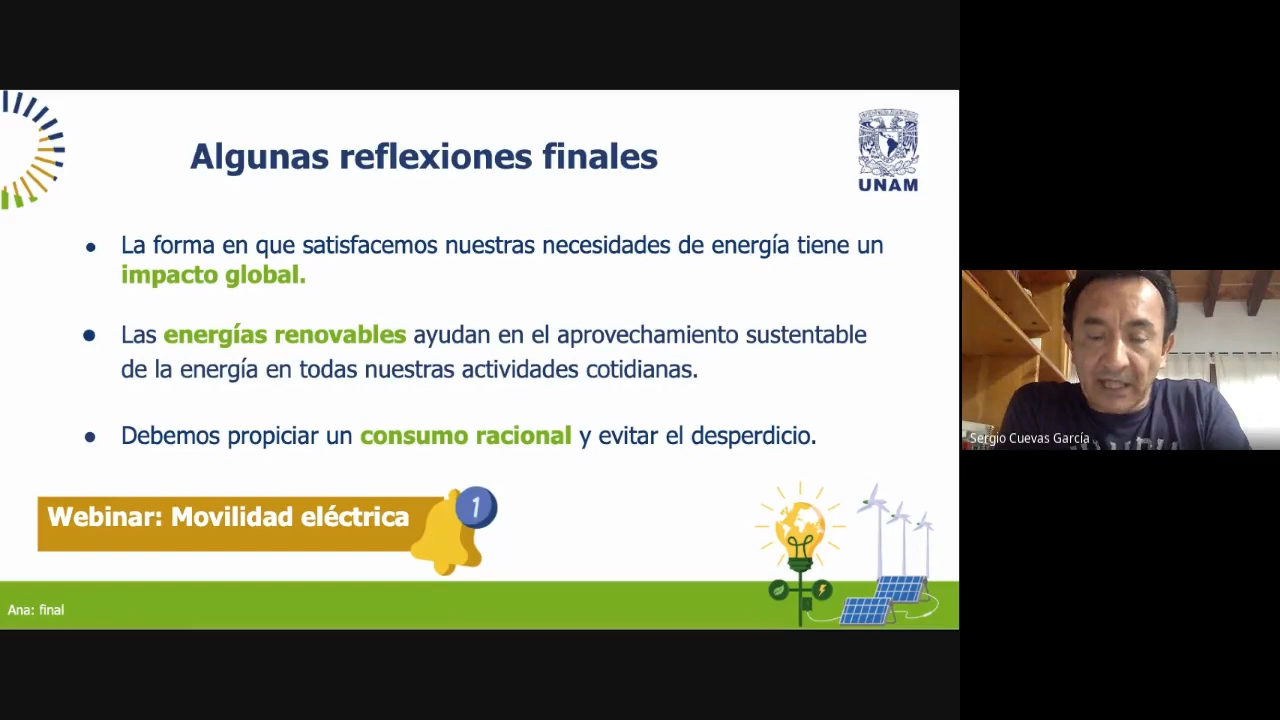 Algunas reflexiones finales
UNAM
● La forma en que satisfacemos nuestras necesidades de energía tiene un
impacto global.
● Las energías renovables ayudan en el aprovechamiento sustentable
de la energía en todas nuestras actividades cotidianas.
● Debemos propiciar un consumo racional y evitar el desperdicio.
Webinar: Movilidad eléctrica
1
Ana: final
Sergio Cuevas García